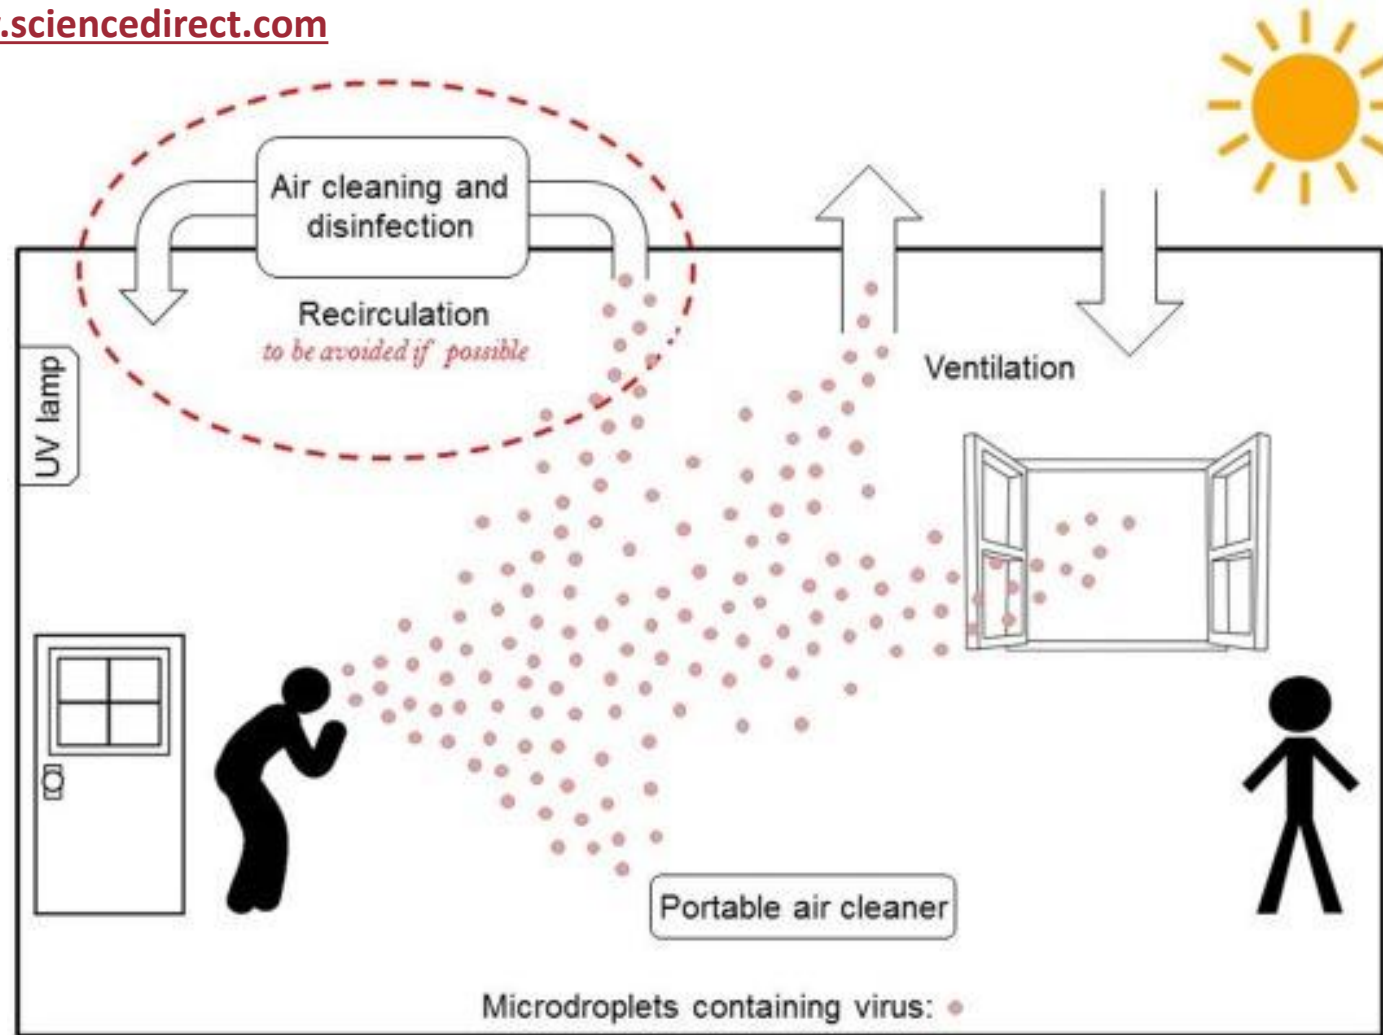 .sciencedirect.com
Air cleaning and
disinfection
Recirculation
to be avoided if possible
UV lamp
Ventilation
Portable air cleaner
Microdroplets containing virus: